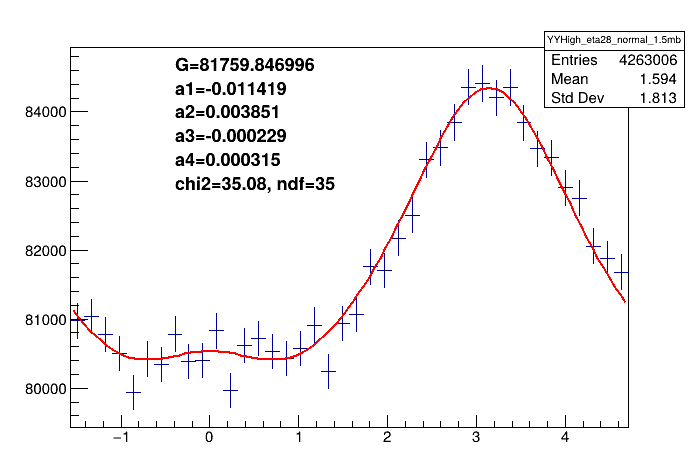 YYHigh_eta28_normal_1.5mb
Entries 4263006
Mean 1.594
Std Dev 1.813
G=81759.846996
a1=-0.011419
a2=0.003851
a3=-0.000229
a4=0.000315
chi2=35.08, ndf=35
84000
83000
82000
81000
80000
−1 0 1 2 3 4